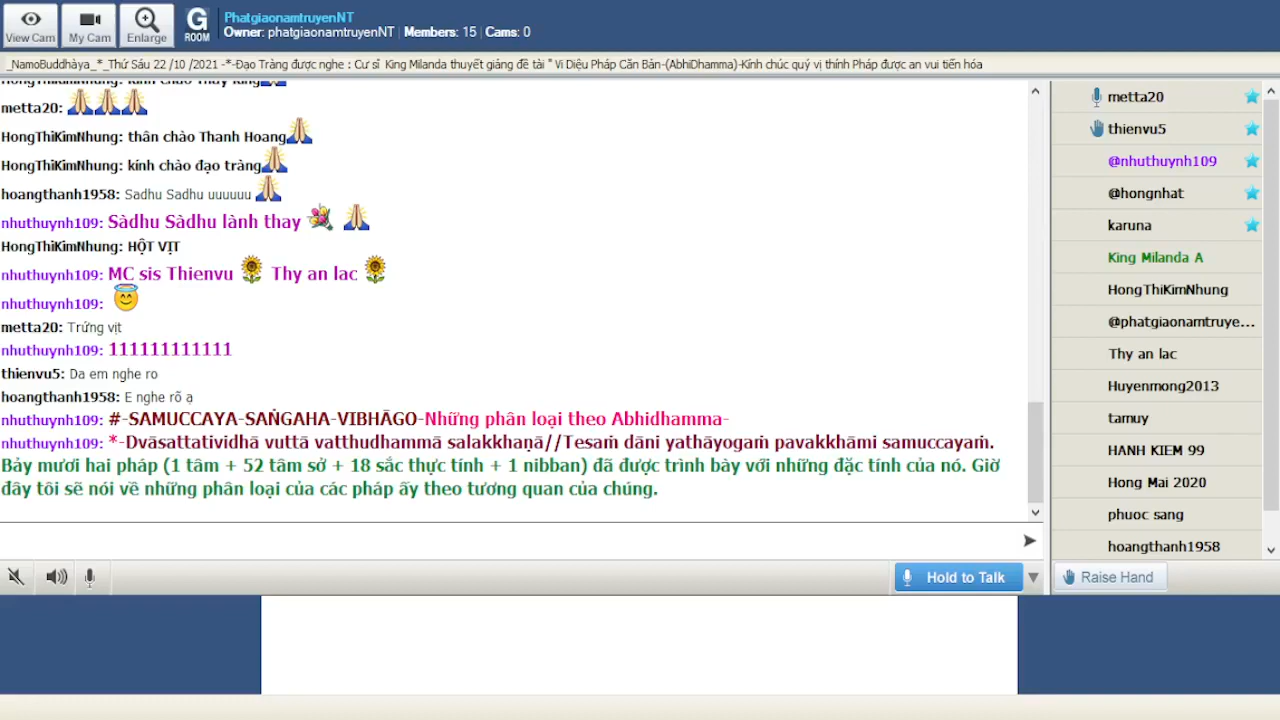 View Cam
My Cam
Enlarge
G
ROOM
PhatgiaonamtruyenNT
Owner: phatgiaonamtruyenNT | Members: 15 | Cams: 0
_NamoBuddhàya_*_Thứ Sáu 22 /10 /2021 -*-Đạo Tràng được nghe : Cư sĩ King Milanda thuyết giảng đề tài " Vi Diệu Pháp Căn Bản-(AbhiDhamma)-Kính chúc quý vị thính Pháp được an vui tiến hóa
HongThiKimNhung: kính chào Thầy King
metta20:
HongThiKimNhung: thân chào Thanh Hoang
HongThiKimNhung: kính chào đạo tràng
hoangthanh1958: Sadhu Sadhu uuuuuu
nhuthuynh109: Sàdhu Sàdhu lành thay
HongThiKimNhung: HỘT VỊT
nhuthuynh109: MC sis Thienvu Thy an lac
nhuthuynh109:
metta20: Trứng vịt
nhuthuynh109: 111111111111
thienvu5: Da em nghe ro
hoangthanh1958: E nghe rõ ạ
nhuthuynh109: #-SAMUCCAYA-SAṄGAHA-VIBHĀGO-Những phân loại theo Abhidhamma-
nhuthuynh109: *-Dvāsattatividhā vuttā vatthudhammā salakkhaṇā//Tesaṁ dāni yathāyogaṁ pavakkhāmi samuccayaṁ.
Bảy mươi hai pháp (1 tâm + 52 tâm sở + 18 sắc thực tính + 1 nibban) đã được trình bày với những đặc tính của nó. Giờ
đây tôi sẽ nói về những phân loại của các pháp ấy theo tương quan của chúng.
metta20
thienvu5
@nhuthuynh109
@hongnhat
karuna
King Milanda A
HongThiKimNhung
@phatgiaonamtruye...
Thy an lac
Huyenmong2013
tamuy
HANH KIEM 99
Hong Mai 2020
phuoc sang
hoangthanh1958
Hold to Talk
Raise Hand